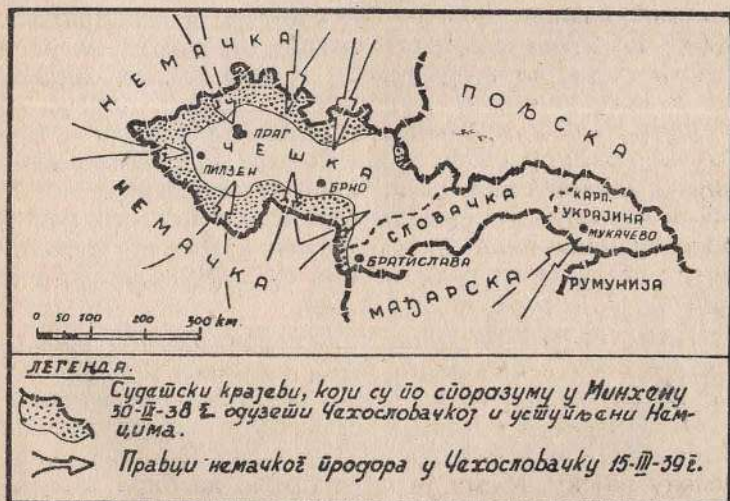 НЕМАЧКА
НЕМАЧКА
ПОЉСКА
ЧЕШКА
ПРАГ
ПИЛЗЕН
БРНО
СЛОВАЧКА
КАРП.
УКРАЈИНА
МУКАЧЕВО
БРАТИСЛАВА
МАЂАРСКА
РУМУНИЈА
0 50 100 200 300 км.
ЛЕГЕНДА.
Судетски крајеви, који су по споразуму у Минхену
30-IX-38 г. одузети Чехословачкој и уступљени Нем-
цима.
Правци немачког продора у Чехословачку 15-III-39 г.